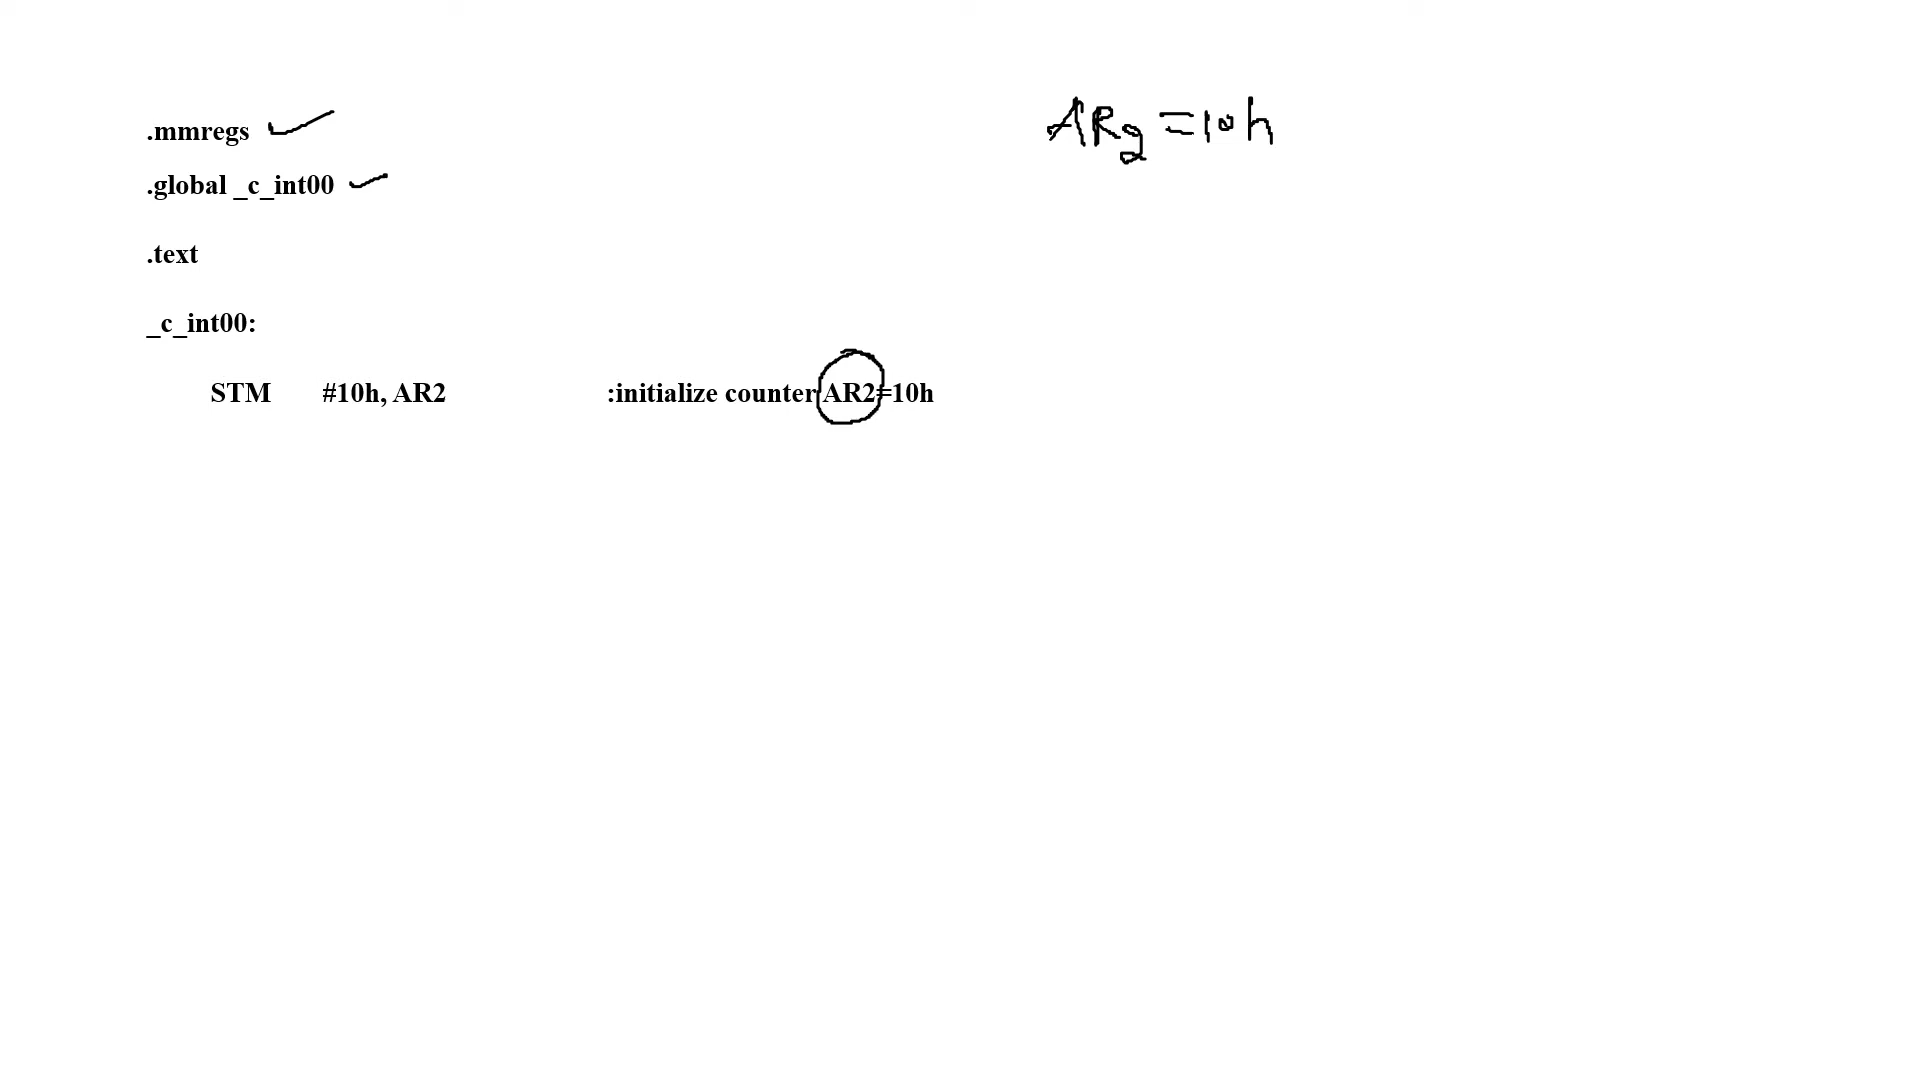 .mmregs
AR2 =10h
.global _c_int00
.text
_c_int00:
STM #10h, AR2 :initialize counter AR2=10h